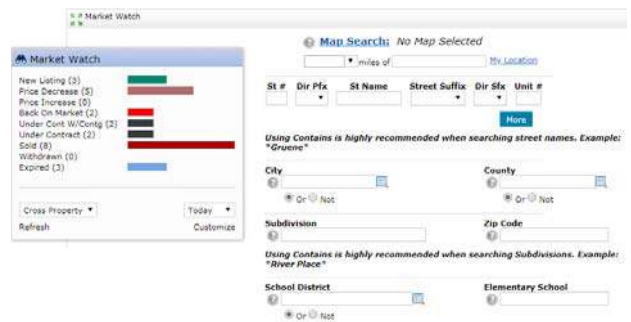 Market Watch
Map Search: No Map Selected
miles of
My Location
St # Dir Pfx St Name Street Suffix Dir Sfx Unit #
More
Using Contains is highly recommended when searching street names. Example:
*Gruene*
City County
Or Not Or Not
Subdivision Zip Code
Using Contains is highly recommended when searching Subdivisions. Example:
*River Place*
School District Elementary School
Or Not
Market Watch
New Listing (3)
Price Decrease (5)
Price Increase (0)
Back On Market (2)
Under Cont W/Contg (2)
Under Contract (2)
Sold (8)
Withdrawn (0)
Expired (3)
Cross Property Today
Refresh Customize